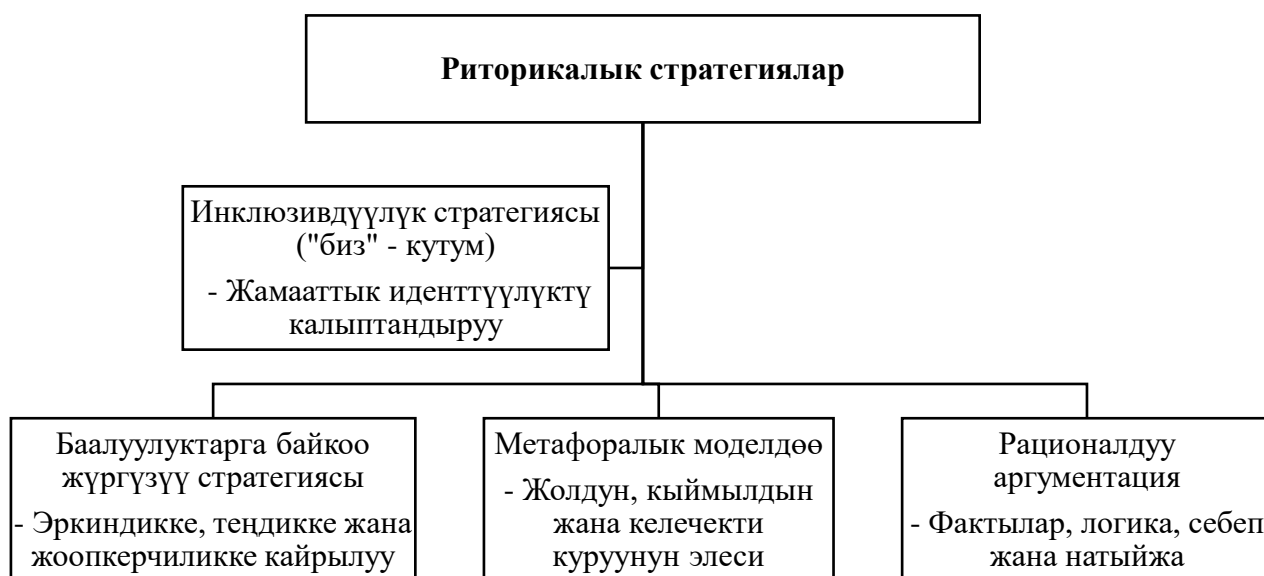 Риторикалык стратегиялар
Инклюзивдүүлүк стратегиясы
("биз" - кутум)
- Жамааттык иденттүүлүктү
калыптандыруу
Баалуулуктарга байкоо
жүргүзүү стратегиясы
- Эркиндикке, теңдикке жана
жоопкерчиликке кайрылуу
Метафоралык моделдөө
- Жолдун, кыймылдын
жана келечекти
куруунун элеси
Рационалдуу
аргументация
- Фактылар, логика, себеп
жана натыйжа